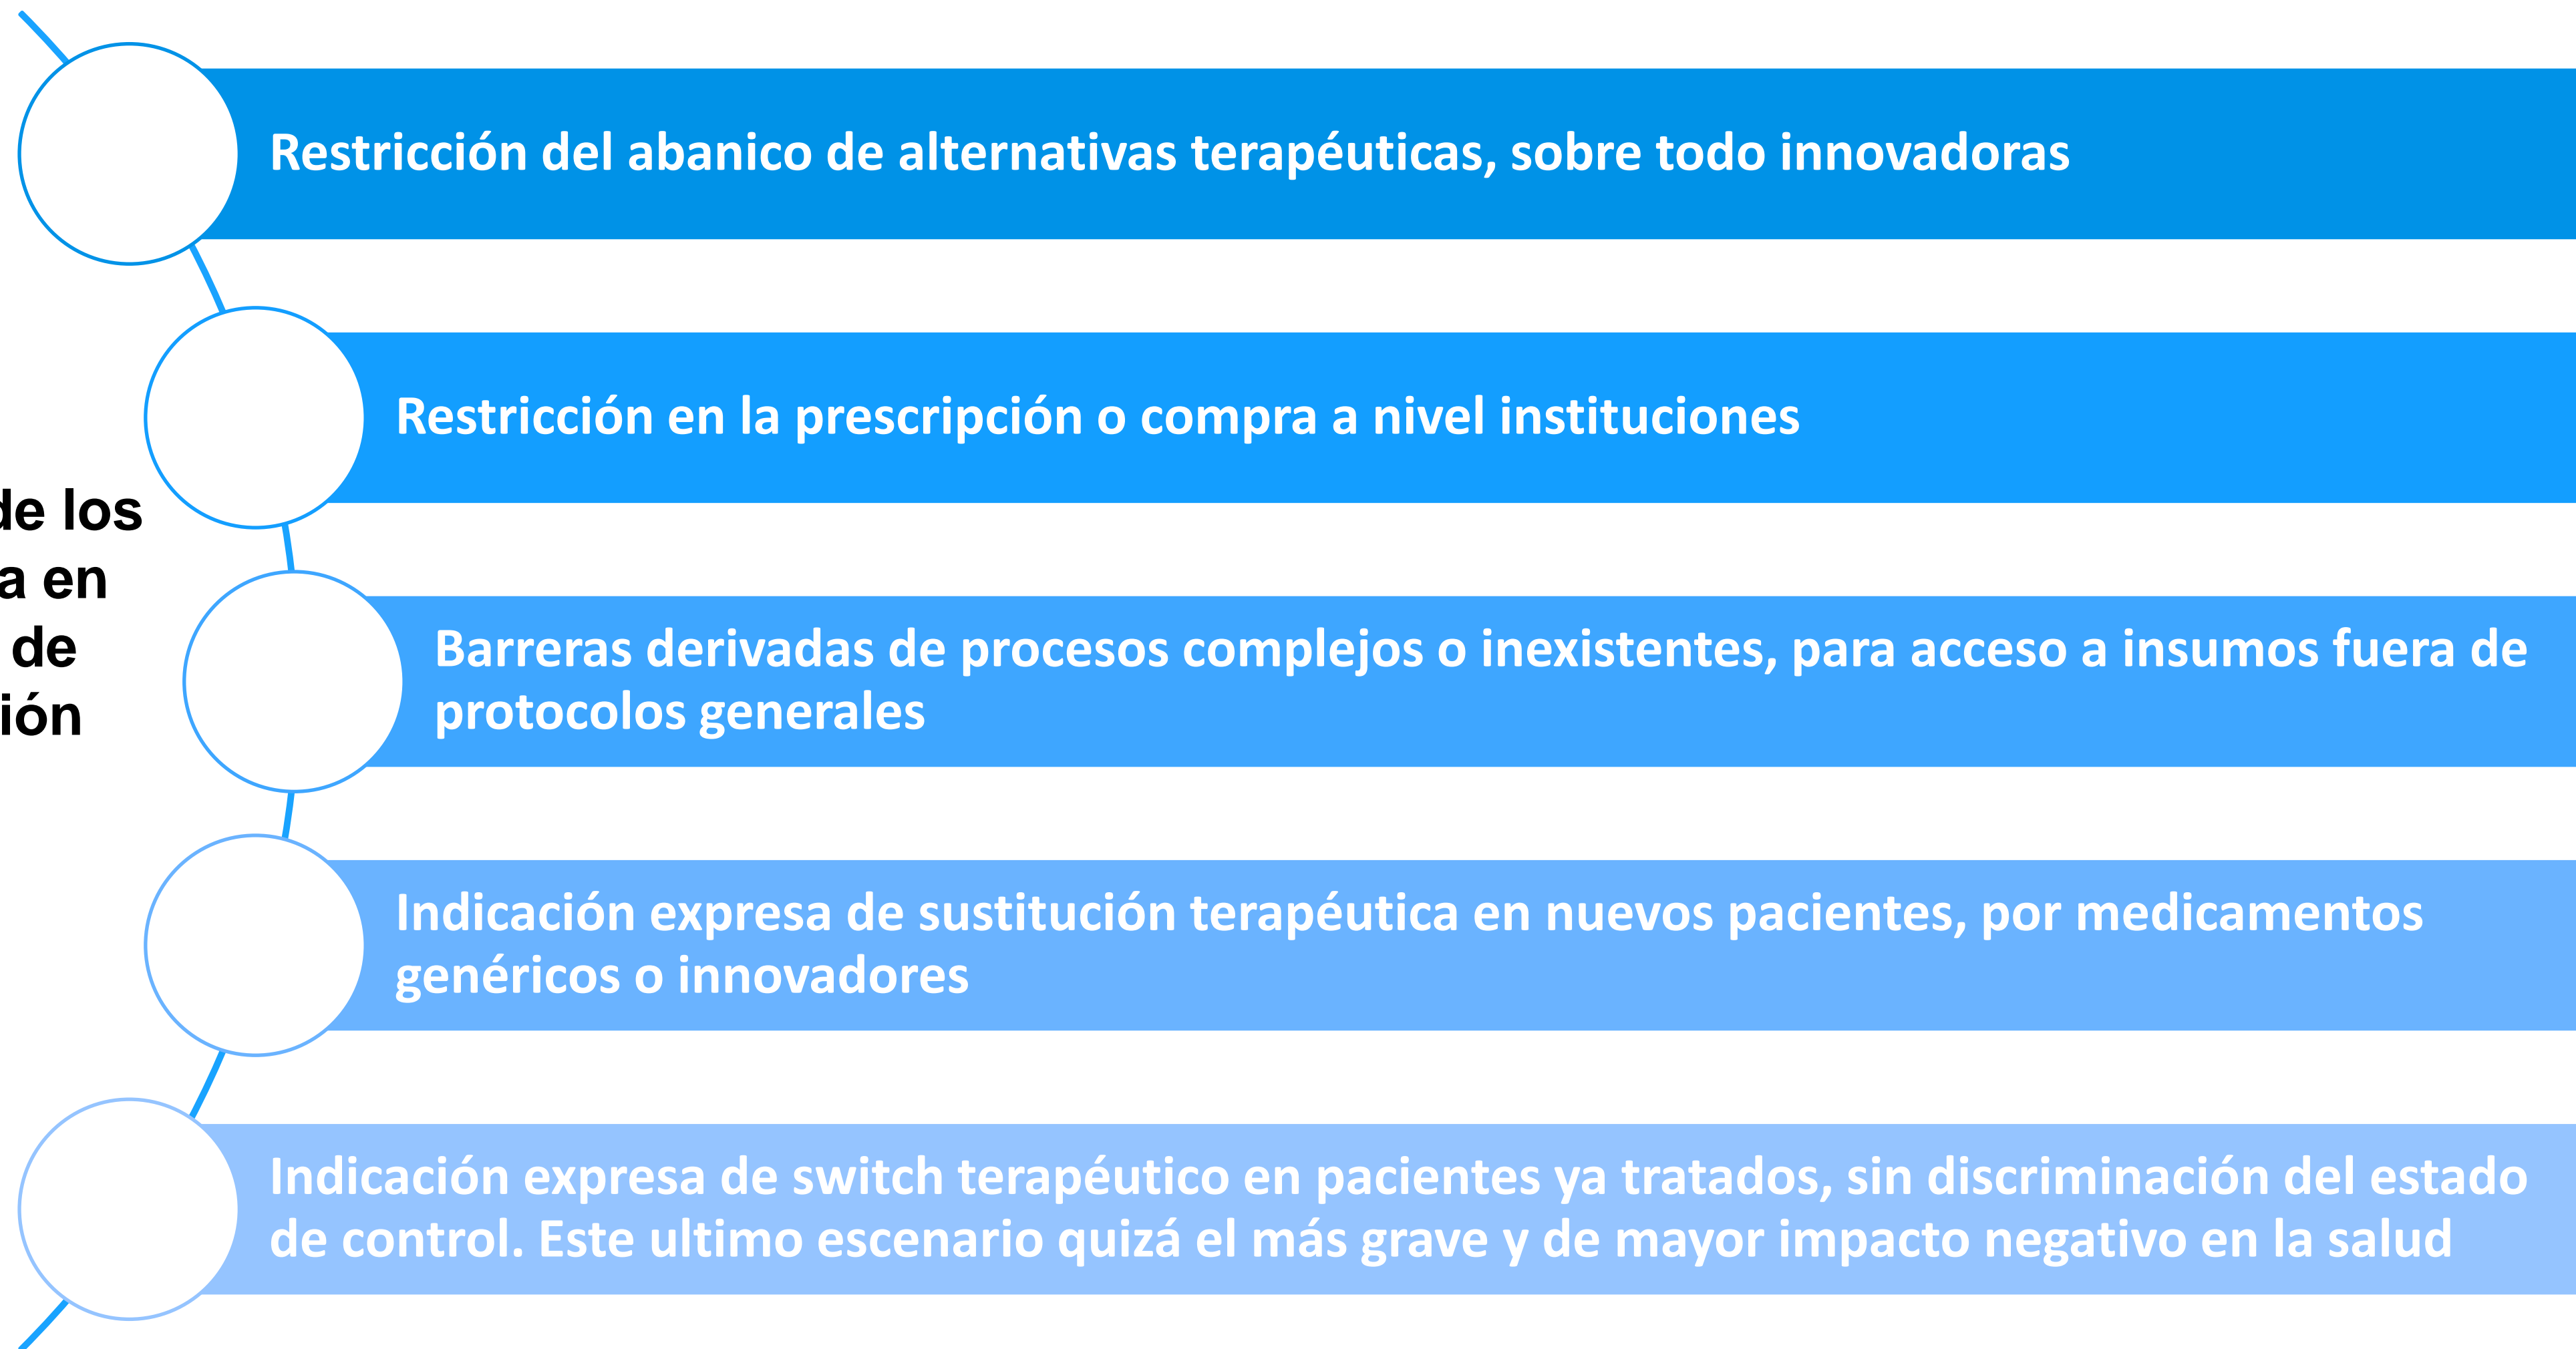 Restricción del abanico de alternativas terapéuticas, sobre todo innovadoras
Restricción en la prescripción o compra a nivel instituciones
de los
a en
de
ión
Barreras derivadas de procesos complejos o inexistentes, para acceso a insumos fuera de
protocolos generales
Indicación expresa de sustitución terapéutica en nuevos pacientes, por medicamentos
genéricos o innovadores
Indicación expresa de switch terapéutico en pacientes ya tratados, sin discriminación del estado
de control. Este ultimo escenario quizá el más grave y de mayor impacto negativo en la salud